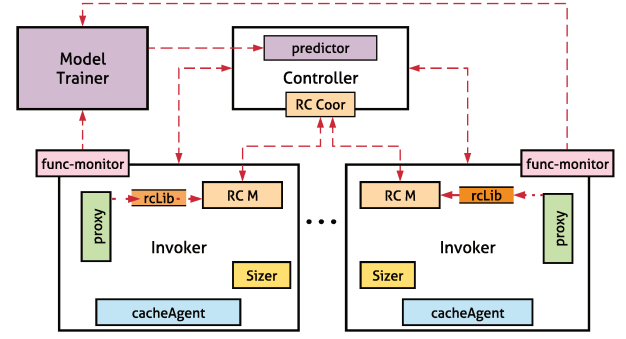 Model
Trainer
predictor
Controller
RC Coor
func-monitor
func-monitor
proxy
rcLib
RC M
RC M
rcLib
proxy
Invoker
...
Invoker
Sizer
Sizer
cacheAgent
cacheAgent